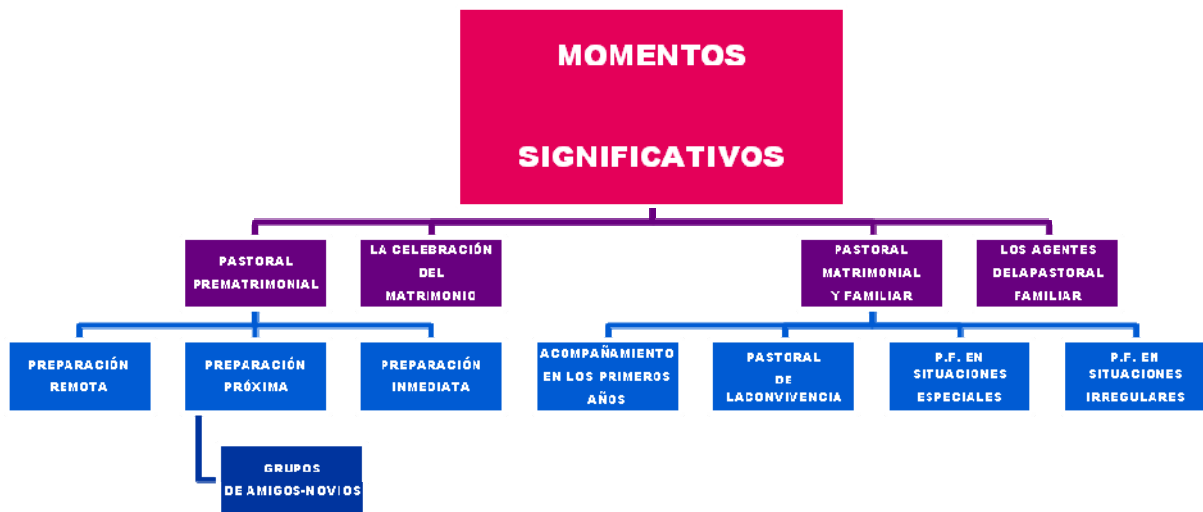 MOMENTOS
SIGNIFICATIVOS
PASTORAL
PREMATRIMONIAL
LA CELEBRACIÓN
DEL
MATRIMONIO
PASTORAL
MATRIMONIAL
Y FAMILIAR
LOS AGENTES
DELAPASTORAL
FAMILIAR
PREPARACIÓN
REMOTA
PREPARACIÓN
PRÓXIMA
PREPARACIÓN
INMEDIATA
ACOMPAÑAMIENTO
EN LOS PRIMEROS
AÑOS
PASTORAL
DE
LACONVIVENCIA
P.F. EN
SITUACIONES
ESPECIALES
P.F. EN
SITUACIONES
IRREGULARES
GRUPOS
DE AMIGOS-NOVIOS